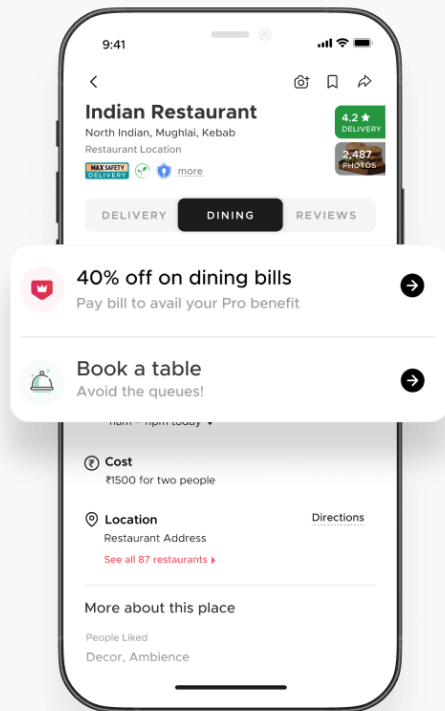 9:41
Indian Restaurant
North Indian, Mughlai, Kebab
Restaurant Location
MAX SAFETY
DELIVERY
more
4.2 ★
DELIVERY
2,487
PHOTOS
DELIVERY
DINING
REVIEWS
40% off on dining bills
Pay bill to avail your Pro benefit
Book a table
Avoid the queues!
11am – 11pm today
Cost
₹1500 for two people
Location
Directions
Restaurant Address
See all 87 restaurants
More about this place
People Liked
Decor, Ambience